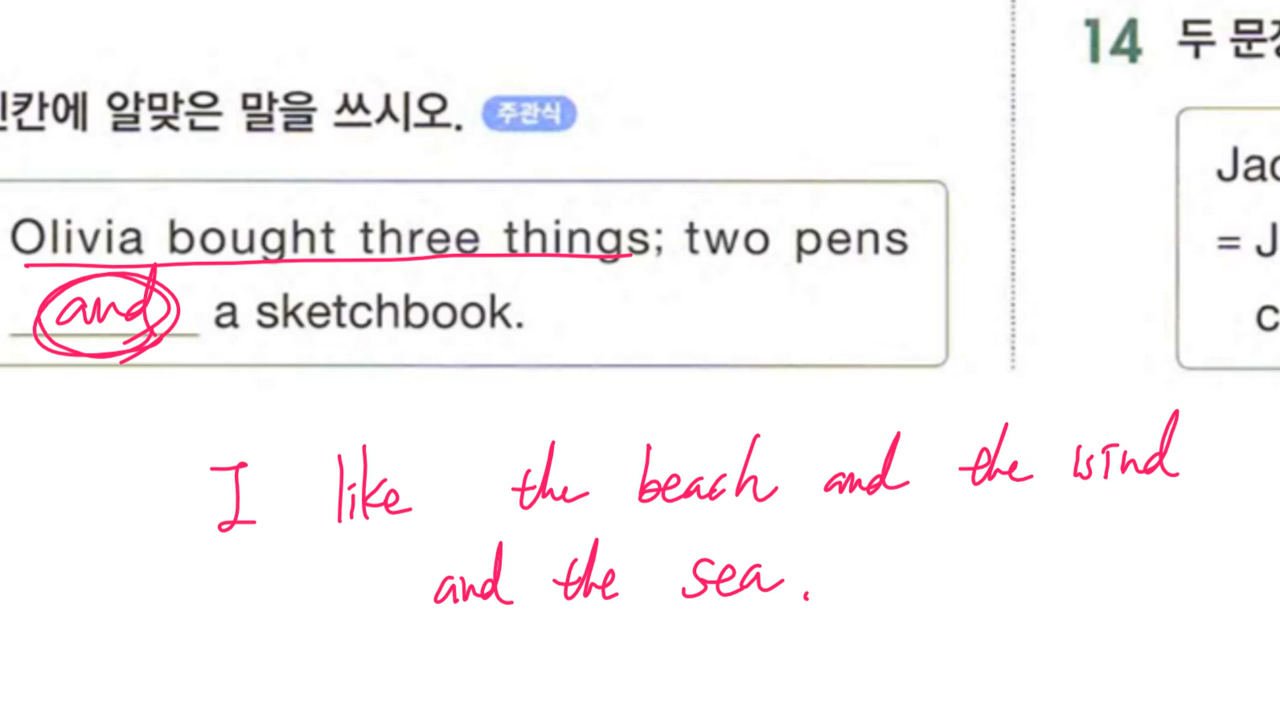 14 두 문장
빈칸에 알맞은 말을 쓰시오. 주관식
Olivia bought three things; two pens
and a sketchbook.
= J
I like the beach and the wind
and the sea.